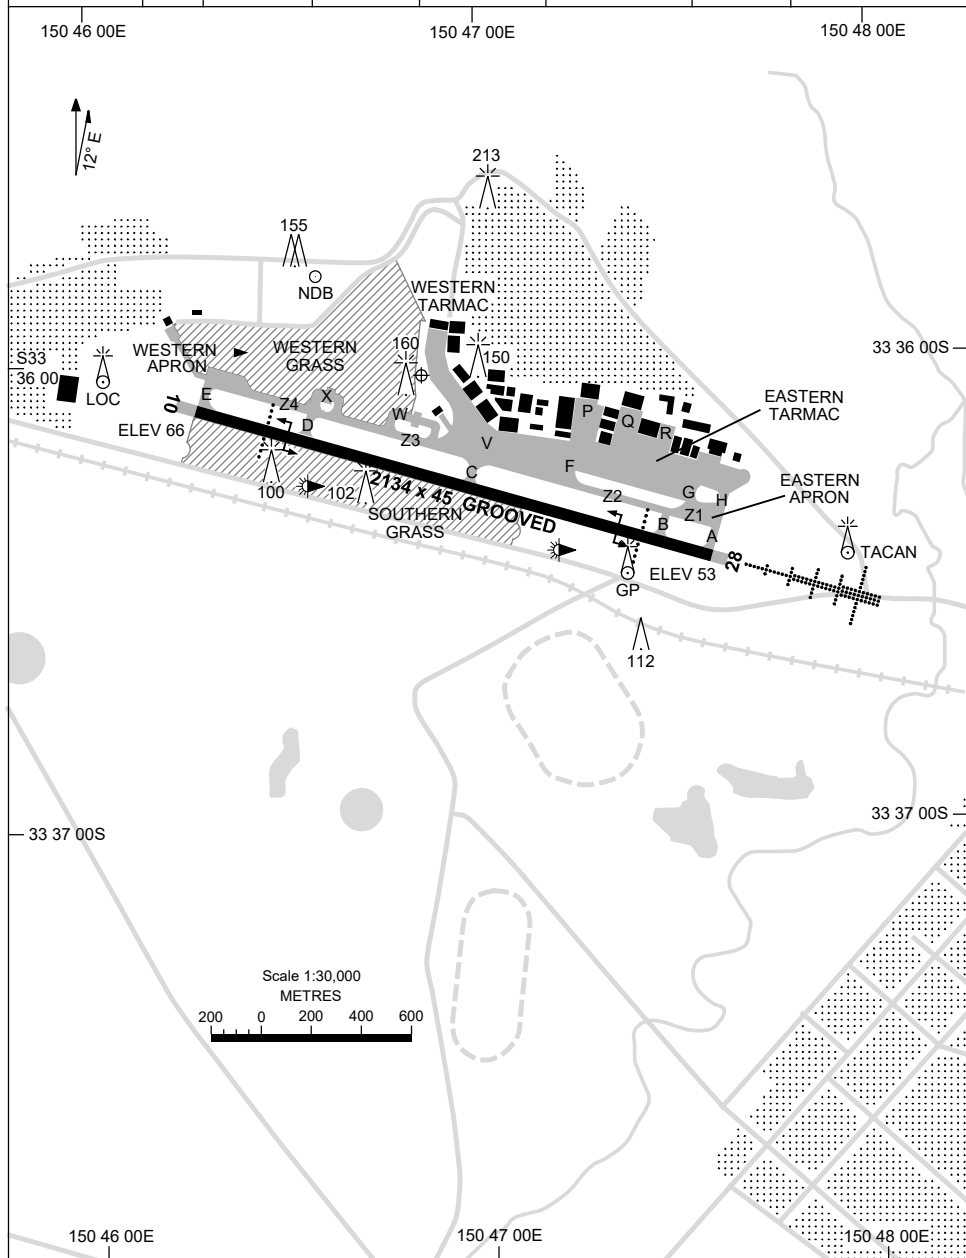 150 46 00E
150 47 00E
150 48 00E
12° E
213
155
NDB
WESTERN
TARMAC
160
150
S33
36 00
33 36 00S
WESTERN
APRON
WESTERN
GRASS
LOC
E
X
Z4
D
W
Z3
V
C
F
P
Q
R
EASTERN
TARMAC
EASTERN
APRON
G
H
Z1
Z2
B
A
10
ELEV 66
2134 x 45 GROOVED
100
102
SOUTHERN
GRASS
28
ELEV 53
GP
TACAN
112
33 37 00S
33 37 00S
Scale 1:30,000
METRES
200 0 200 400 600
150 46 00E
150 47 00E
150 48 00E